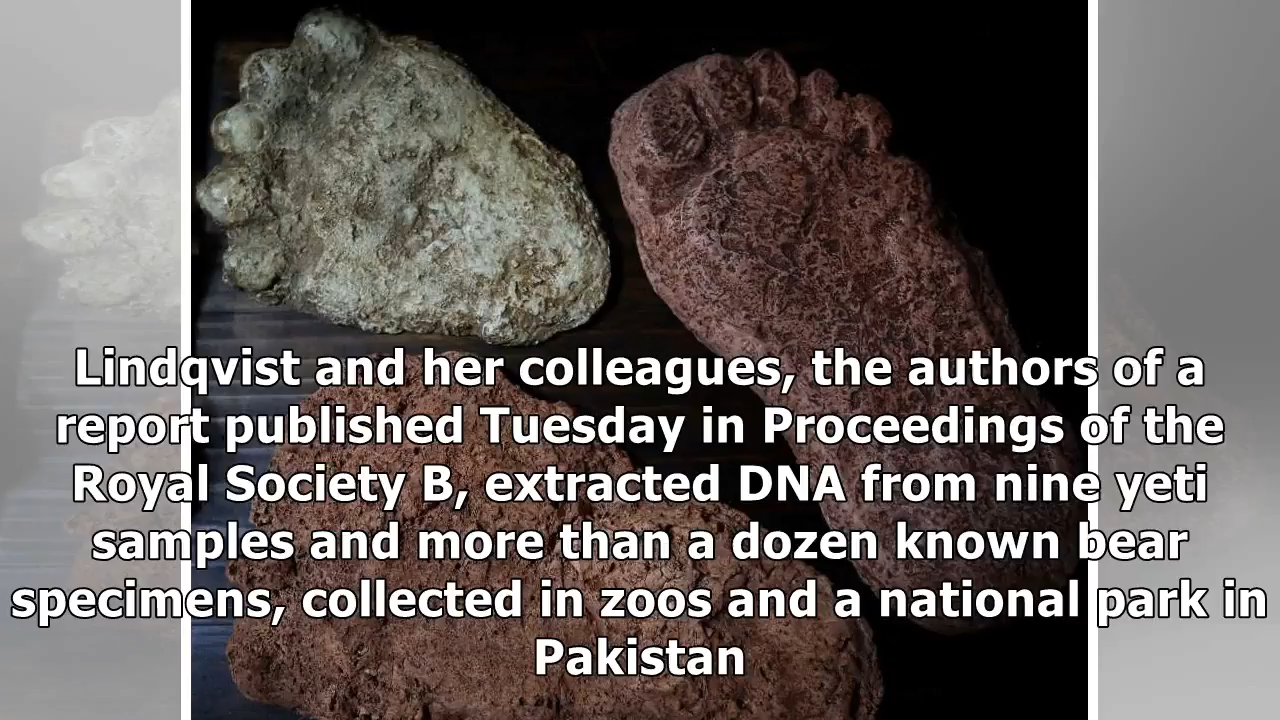 Lindqvist and her colleagues, the authors of a
report published Tuesday in Proceedings of the
Royal Society B, extracted DNA from nine yeti
samples and more than a dozen known bear
specimens, collected in zoos and a national park in
Pakistan